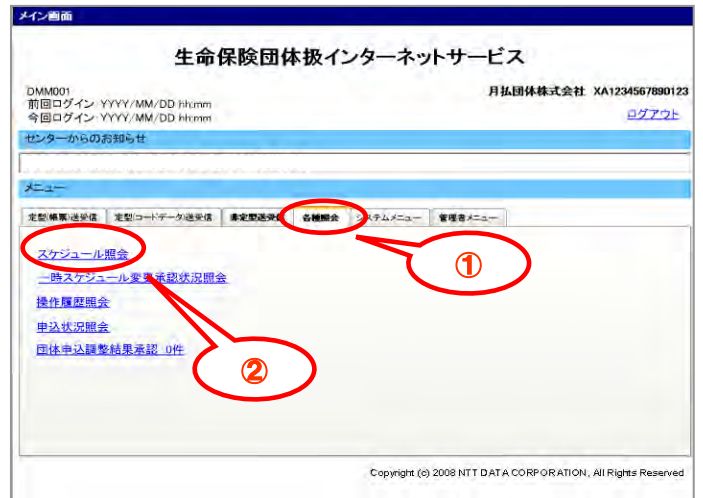 メイン画面
生命保険団体扱インターネットサービス
DMM001
月払団体株式会社 XA1234567890123
前回ログイン YYYY/MM/DD hh:mm
今回ログイン YYYY/MM/DD hh:mm
ログアウト
センターからのお知らせ
メニュー
定型(帳票)送受信 定型(コードデータ)送受信 非定型送受信 各種照会 システムメニュー 管理者メニュー
スケジュール照会
①
一時スケジュール変更承認状況照会
操作履歴照会
申込状況照会
団体申込調整結果承認 0件
②
Copyright (c) 2008 NTT DATA CORPORATION, All Rights Reserved